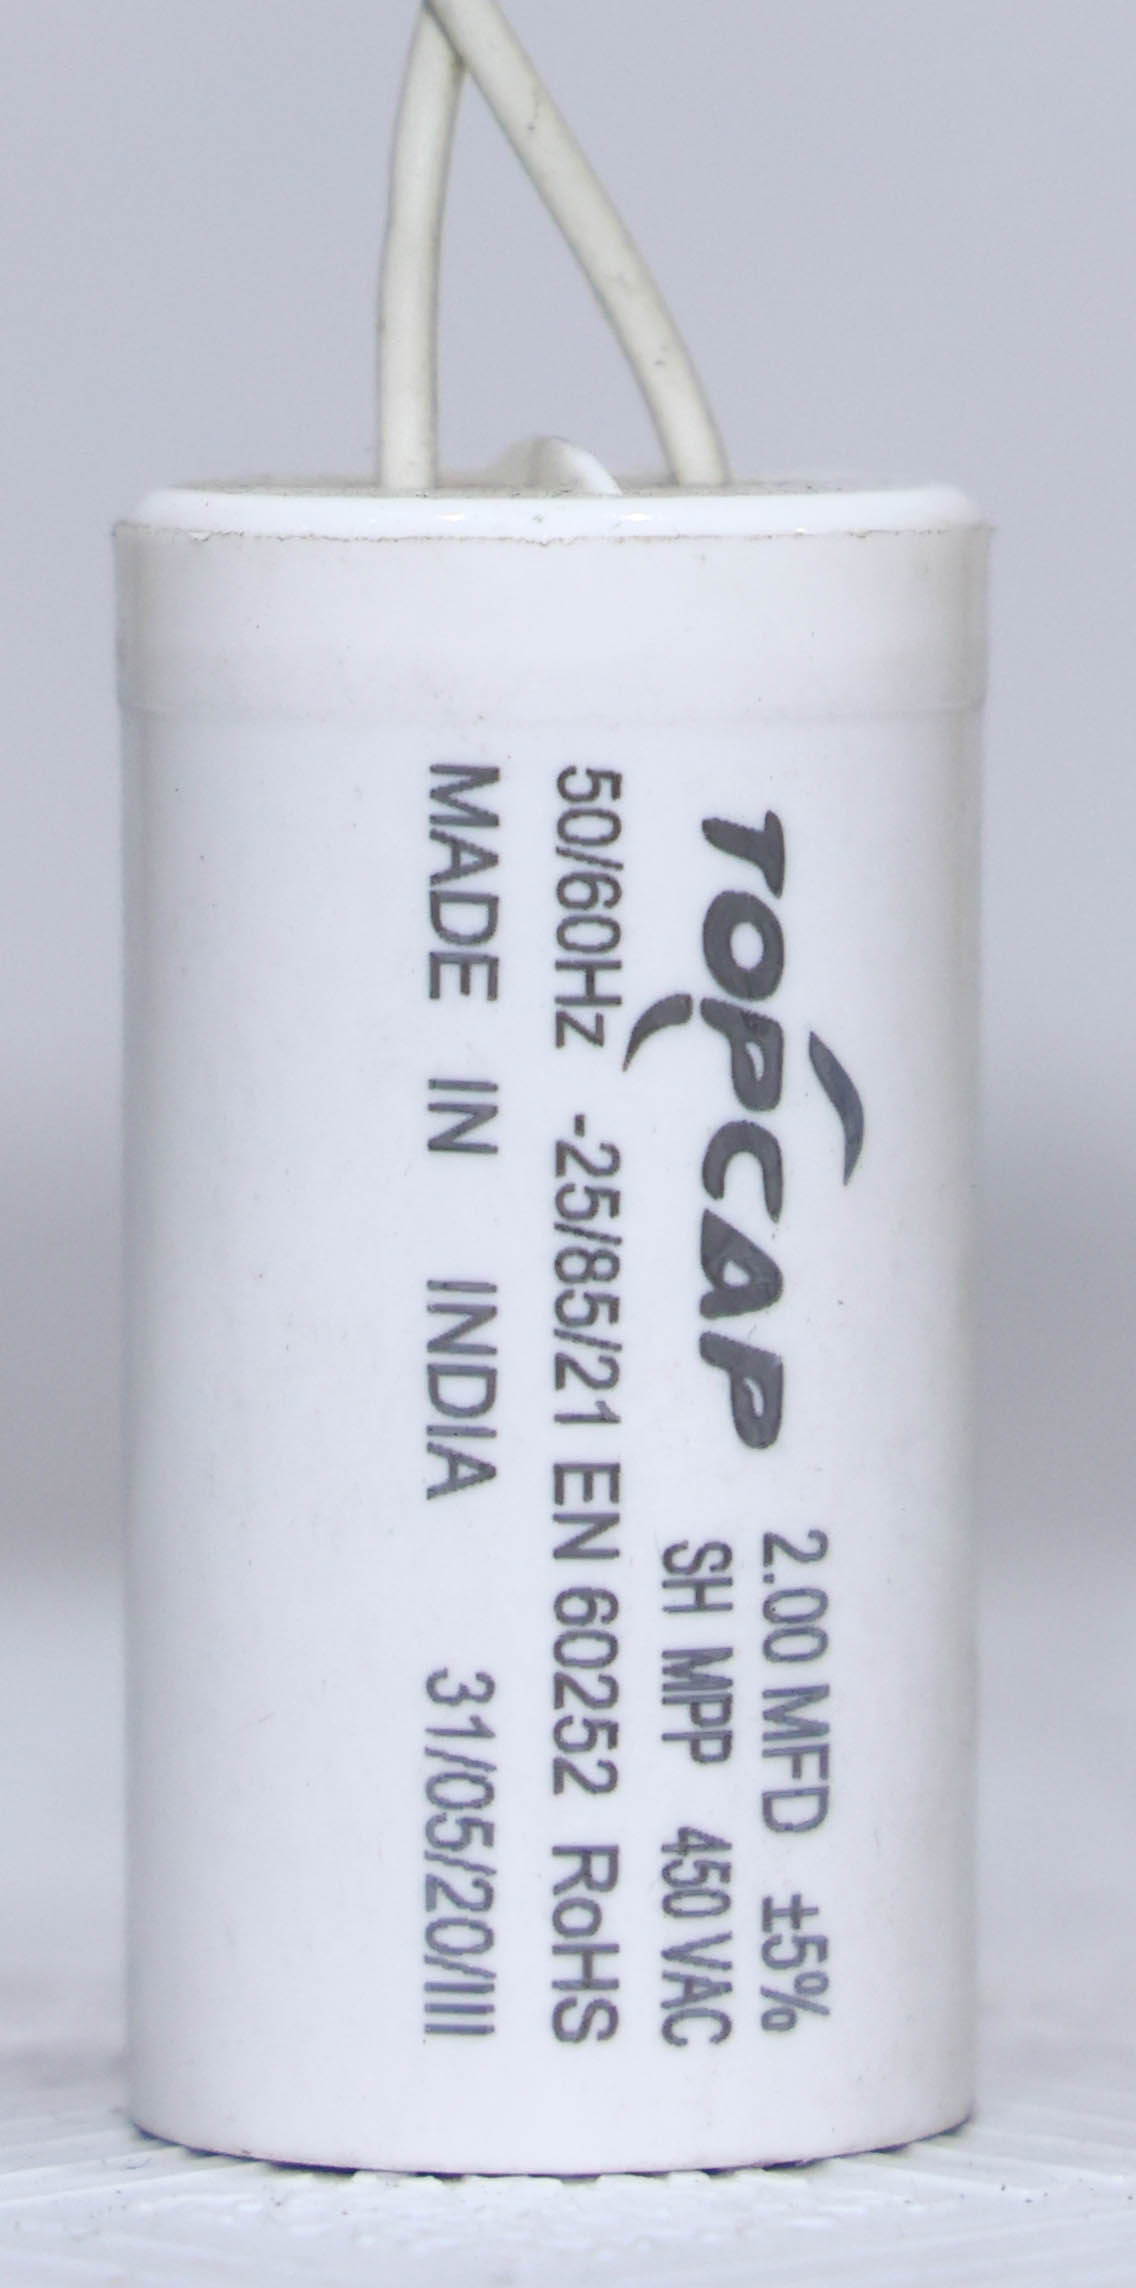 TOPCAP
2.00 MFD ±5%
SH MPP 450 VAC
50/60Hz -25/85/21 EN 60252 RoHS
MADE IN INDIA 31/05/20/III